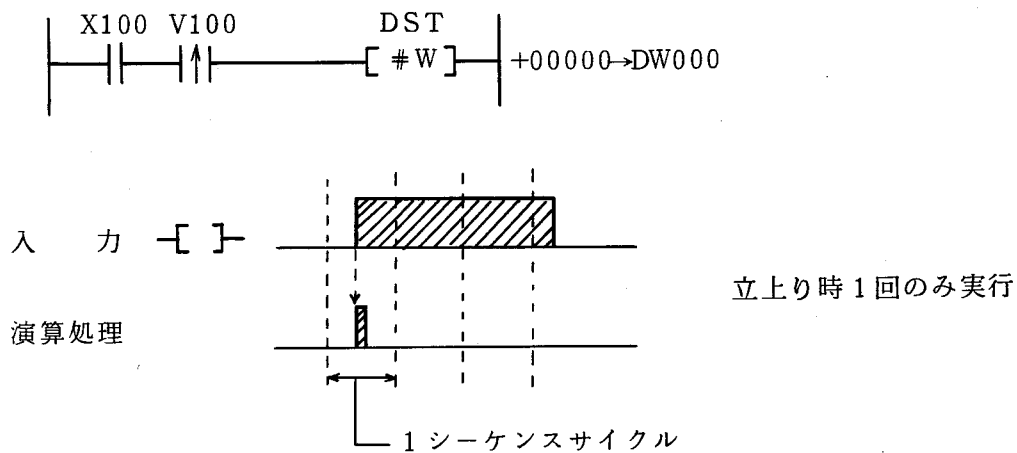 X100 V100 DST
#W +00000→DW000
入 力
立上り時1回のみ実行
演算処理
1シーケンスサイクル